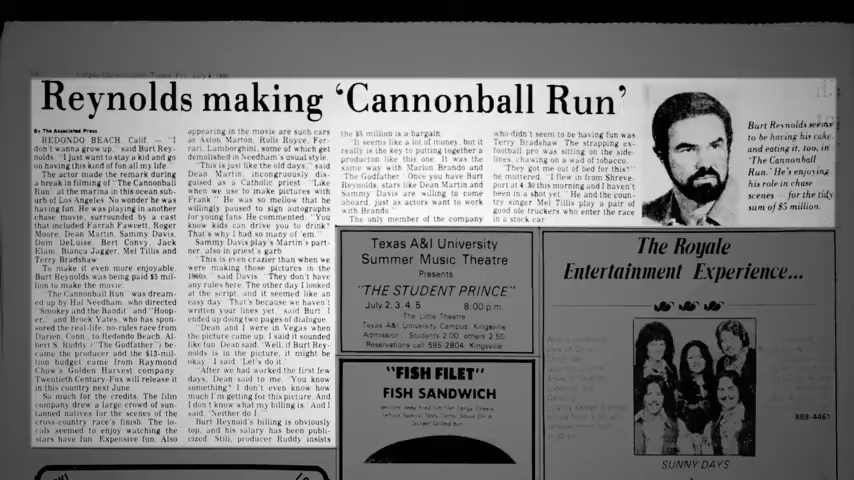 Corpus Christi Times, Fri., July 4, 1980
Reynolds making 'Cannonball Run'
By The Associated Press
REDONDO BEACH, Calif. — "I
don't wanna grow up," said Burt Rey-
nolds. "I just want to stay a kid and go
on having this kind of fun all my life."
The actor made the remark during
a break in filming of "The Cannonball
Run" at the marina in this ocean sub-
urb of Los Angeles. No wonder he was
having fun. He was playing in another
chase movie, surrounded by a cast
that included Farrah Fawcett, Roger
Moore, Dean Martin, Sammy Davis,
Dom DeLuise, Bert Convy, Jack
Elam, Bianca Jagger, Mel Tillis and
Terry Bradshaw.
To make it even more enjoyable,
Burt Reynolds was being paid $5 mil-
lion to make the movie.
"The Cannonball Run" was dream-
ed up by Hal Needham, who directed
"Smokey and the Bandit" and "Hoop-
er," and Brock Yates, who has spon-
sored the real-life, no-rules race from
Darien, Conn., to Redondo Beach. Al-
bert S. Ruddy ("The Godfather") be-
came the producer and the $13-mil-
lion budget came from Raymond
Chow's Golden Harvest company.
Twentieth Century-Fox will release it
in this country next June.
So much for the credits. The film
company drew a large crowd of sun-
tanned natives for the scenes of the
cross-country race's finish. The lo-
cals seemed to enjoy watching the
stars have fun. Expensive fun. Also
appearing in the movie are such cars
as Aston Martin, Rolls Royce, Fer-
rari, Lamborghini, some of which get
demolished in Needham's usual style.
"This is just like the old days," said
Dean Martin, incongruously dis-
guised as a Catholic priest. "Like
when we use to make pictures with
Frank." He was so mellow that he
willingly paused to sign autographs
for young fans. He commented: "You
know kids can drive you to drink?
That's why I had so many of 'em."
Sammy Davis play's Martin's part-
ner, also in priest's garb.
"This is even crazier than when we
were making those pictures in the
1960s," said Davis. "They don't have
any rules here. The other day I looked
at the script, and it seemed like an
easy day. 'That's because we haven't
written your lines yet,' said Burt. I
ended up doing two pages of dialogue.
"Dean and I were in Vegas when
the picture came up. I said it sounded
like fun. Dean said, 'Well, if Burt Rey-
nolds is in the picture, it might be
okay.' I said, 'Let's do it.'
"After we had worked the first few
days, Dean said to me, 'You know
something? I don't even know how
much I'm getting for this picture. And
I don't know what my billing is.' And I
said, 'Neither do I.'"
Burt Reynold's billing is obviously
top, and his salary has been publi-
cized. Still, producer Ruddy insists
the $5 million is a bargain.
"It seems like a lot of money, but it
really is the key to putting together a
producton like this one. It was the
same way with Marlon Brando and
'The Godfather.' Once you have Burt
Reynolds, stars like Dean Martin and
Sammy Davis are willing to come
aboard, just as actors want to work
with Brando."
The only member of the company
who didn't seem to be having fun was
Terry Bradshaw. The strapping ex-
football pro was sitting on the side-
lines, chawing on a wad of tobacco.
"They got me out of bed for this?"
he muttered. "I flew in from Shreve-
port at 4:30 this morning and I haven't
been in a shot yet." He and the coun-
try singer Mel Tillis play a pair of
good ole truckers who enter the race
in a stock car.
Burt Reynolds seems
to be having his cake
and eating it, too, in
'The Cannonball
Run.' He's enjoying
his role in chase
scenes — for the tidy
sum of $5 million.
Texas A&I University
Summer Music Theatre
Presents
"THE STUDENT PRINCE"
July 2, 3, 4, 5 8:00 p.m.
The Little Theatre
Texas A&I University Campus, Kingsville
Admission: Students 2.00, others 2.50
Reservations call 595-2804, Kingsville
"FISH FILET"
FISH SANDWICH
The Royale
Entertainment Experience...
888-4461
SUNNY DAYS